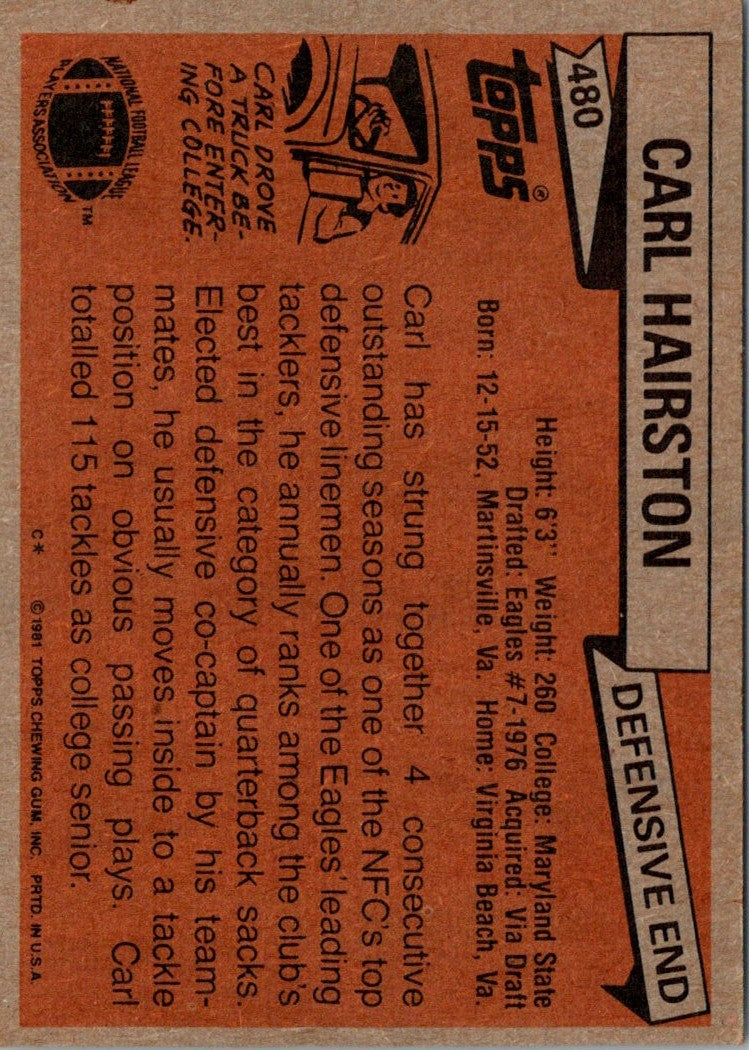 480
CARL HAIRSTON
DEFENSIVE END
TOPPS®
Height: 6'3" Weight: 260 College: Maryland State
Drafted: Eagles #7-1976 Acquired: Via Draft
Born: 12-15-52, Martinsville, Va. Home: Virginia Beach, Va.
CARL DROVE
A TRUCK BE-
FORE ENTER-
ING COLLEGE.
NATIONAL FOOTBALL LEAGUE
PLAYERS ASSOCIATION
™
Carl has strung together 4 consecutive
outstanding seasons as one of the NFC's top
defensive linemen. One of the Eagles' leading
tacklers, he annually ranks among the club's
best in the category of quarterback sacks.
Elected defensive co-captain by his team-
mates, he usually moves inside to a tackle
position on obvious passing plays. Carl
totalled 115 tackles as college senior.
C* © 1981 TOPPS CHEWING GUM, INC. PRTD. IN U.S.A.